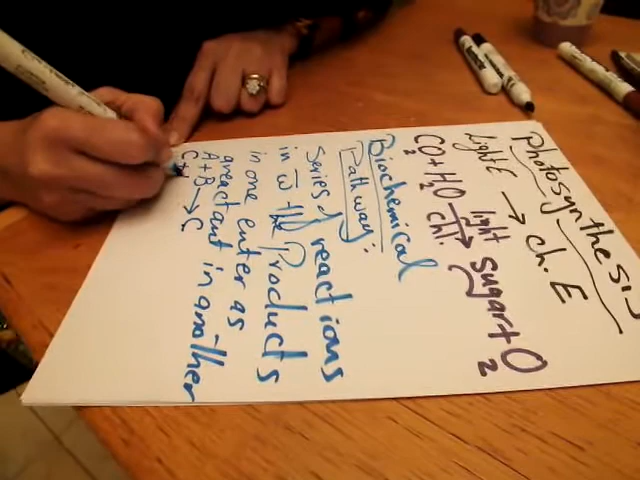 photosynthesis
Light E → ch. E
CO2 + H2O light → chl. sugar + O2
Biochemical
Pathway:
Series of reactions
in w̄ the Products
in one enter as
a reactant in another
A + B → C
C +